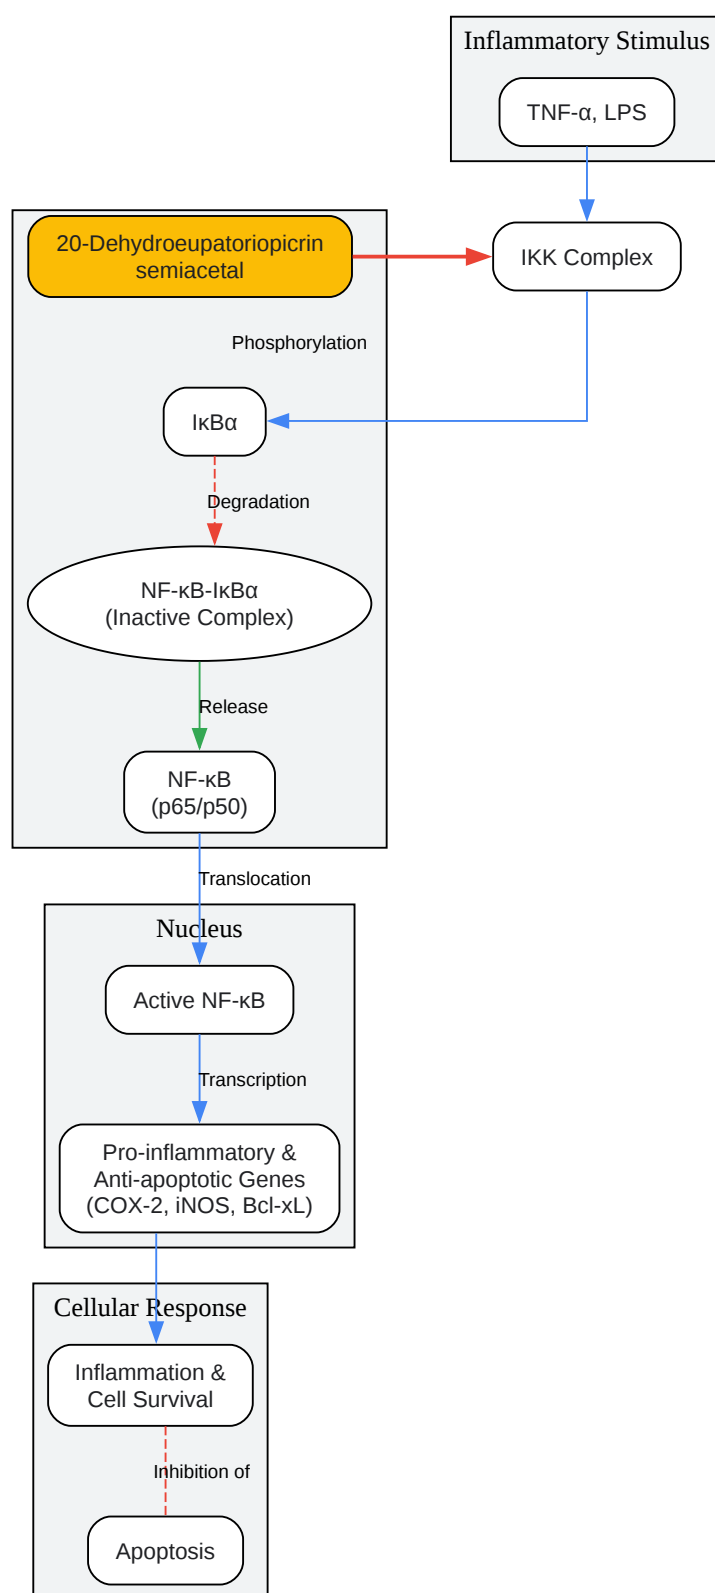 Inflammatory Stimulus
TNF-α, LPS
20-Dehydroeupatoriopicrin
semiacetal
IKK Complex
Phosphorylation
IκBα
Degradation
NF-κB-IκBα
(Inactive Complex)
Release
NF-κB
(p65/p50)
Translocation
Nucleus
Active NF-κB
Transcription
Pro-inflammatory &
Anti-apoptotic Genes
(COX-2, iNOS, Bcl-xL)
Cellular Response
Inflammation &
Cell Survival
Inhibition of
Apoptosis